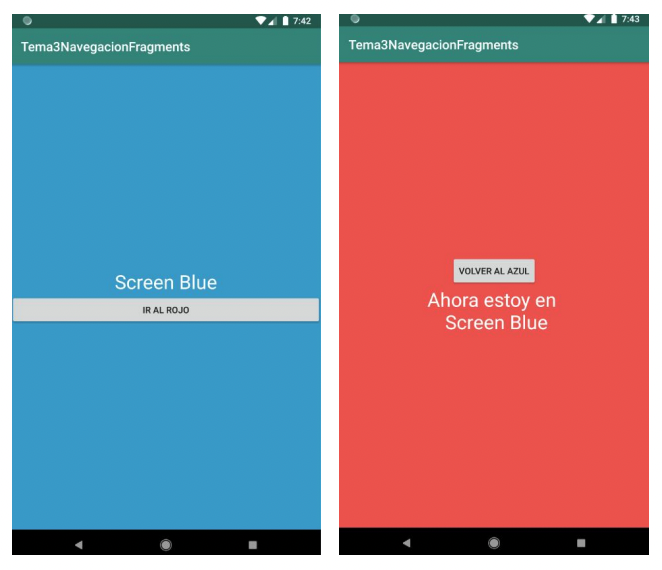 7:42
Tema3NavegacionFragments
Screen Blue
IR AL ROJO
7:43
Tema3NavegacionFragments
VOLVER AL AZUL
Ahora estoy en
Screen Blue